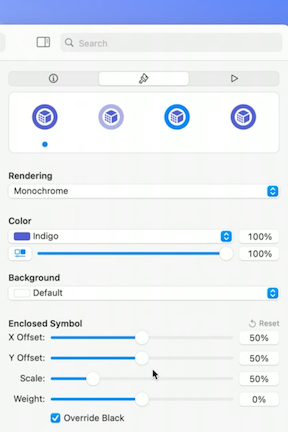 Search
Rendering
Monochrome
Color
Indigo 100%
100%
Background
Default
Enclosed Symbol Reset
X Offset: 50%
Y Offset: 50%
Scale: 50%
Weight: 0%
Override Black